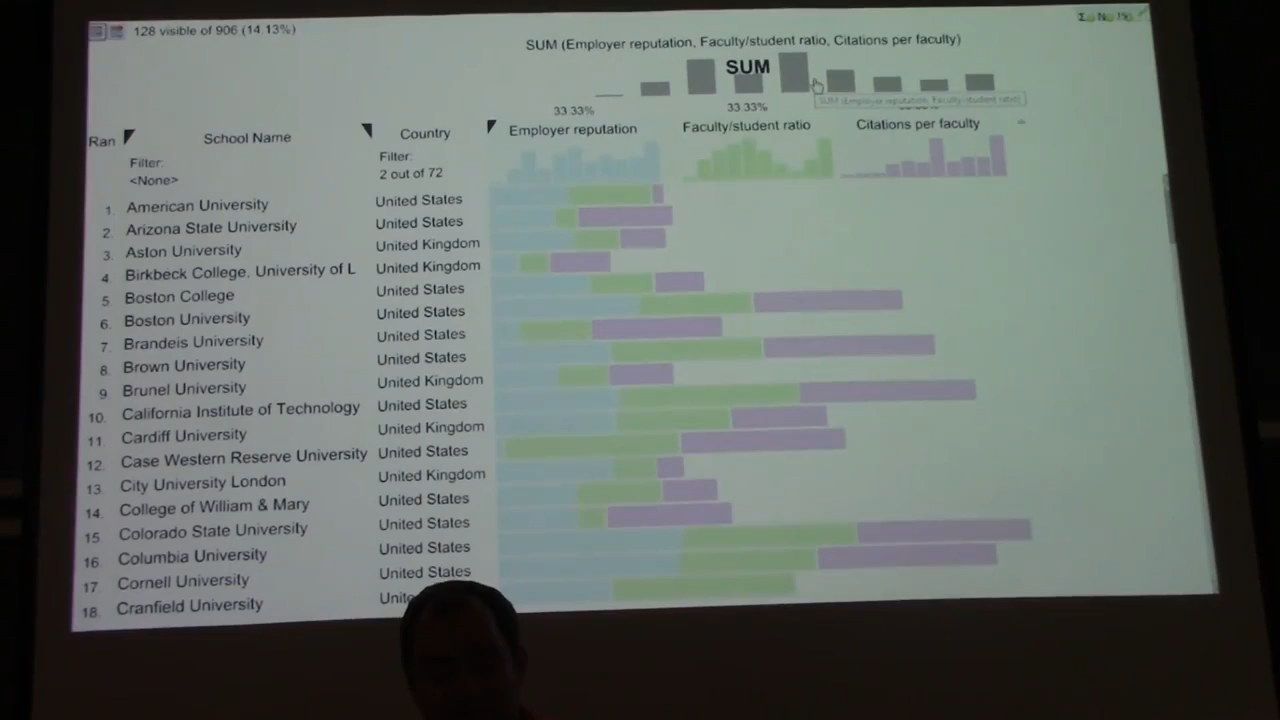 128 visible of 906 (14.13%)
SUM (Employer reputation, Faculty/student ratio, Citations per faculty)
SUM
SUM (Employer reputation, Faculty/student ratio)
33.33% 33.33%
Ran School Name Country Employer reputation Faculty/student ratio Citations per faculty
Filter: Filter:
<None> 2 out of 72
1. American University United States
2. Arizona State University United States
3. Aston University United Kingdom
4. Birkbeck College, University of L United Kingdom
5 Boston College United States
6. Boston University United States
7. Brandeis University United States
8. Brown University United States
9. Brunel University United Kingdom
10. California Institute of Technology United States
11. Cardiff University United Kingdom
12. Case Western Reserve University United States
13. City University London United Kingdom
14. College of William & Mary United States
15. Colorado State University United States
16. Columbia University United States
17. Cornell University United States
18. Cranfield University Unite